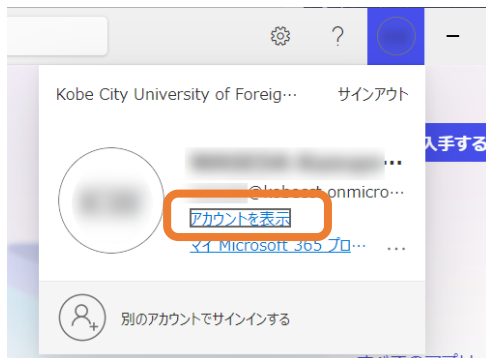 ?
Kobe City University of Foreig… サインアウト
…
@kobecst.onmicro…
アカウントを表示
マイ Microsoft 365 プロ… …
入手する
別のアカウントでサインインする